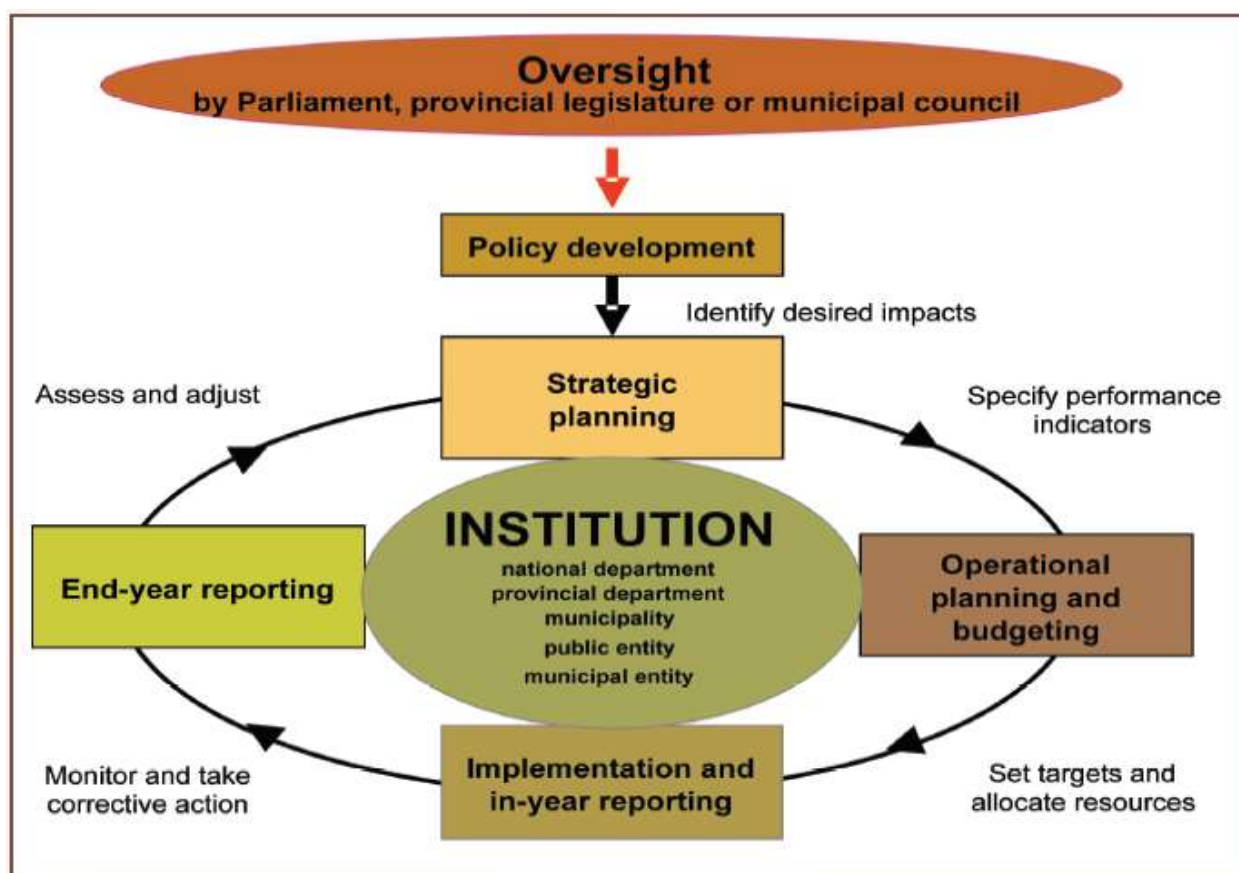 Oversight
by Parliament, provincial legislature or municipal council
Policy development
Identify desired impacts
Strategic
planning
Assess and adjust
Specify performance
indicators
INSTITUTION
national department
provincial department
municipality
public entity
municipal entity
End-year reporting
Operational
planning and
budgeting
Implementation and
in-year reporting
Monitor and take
corrective action
Set targets and
allocate resources